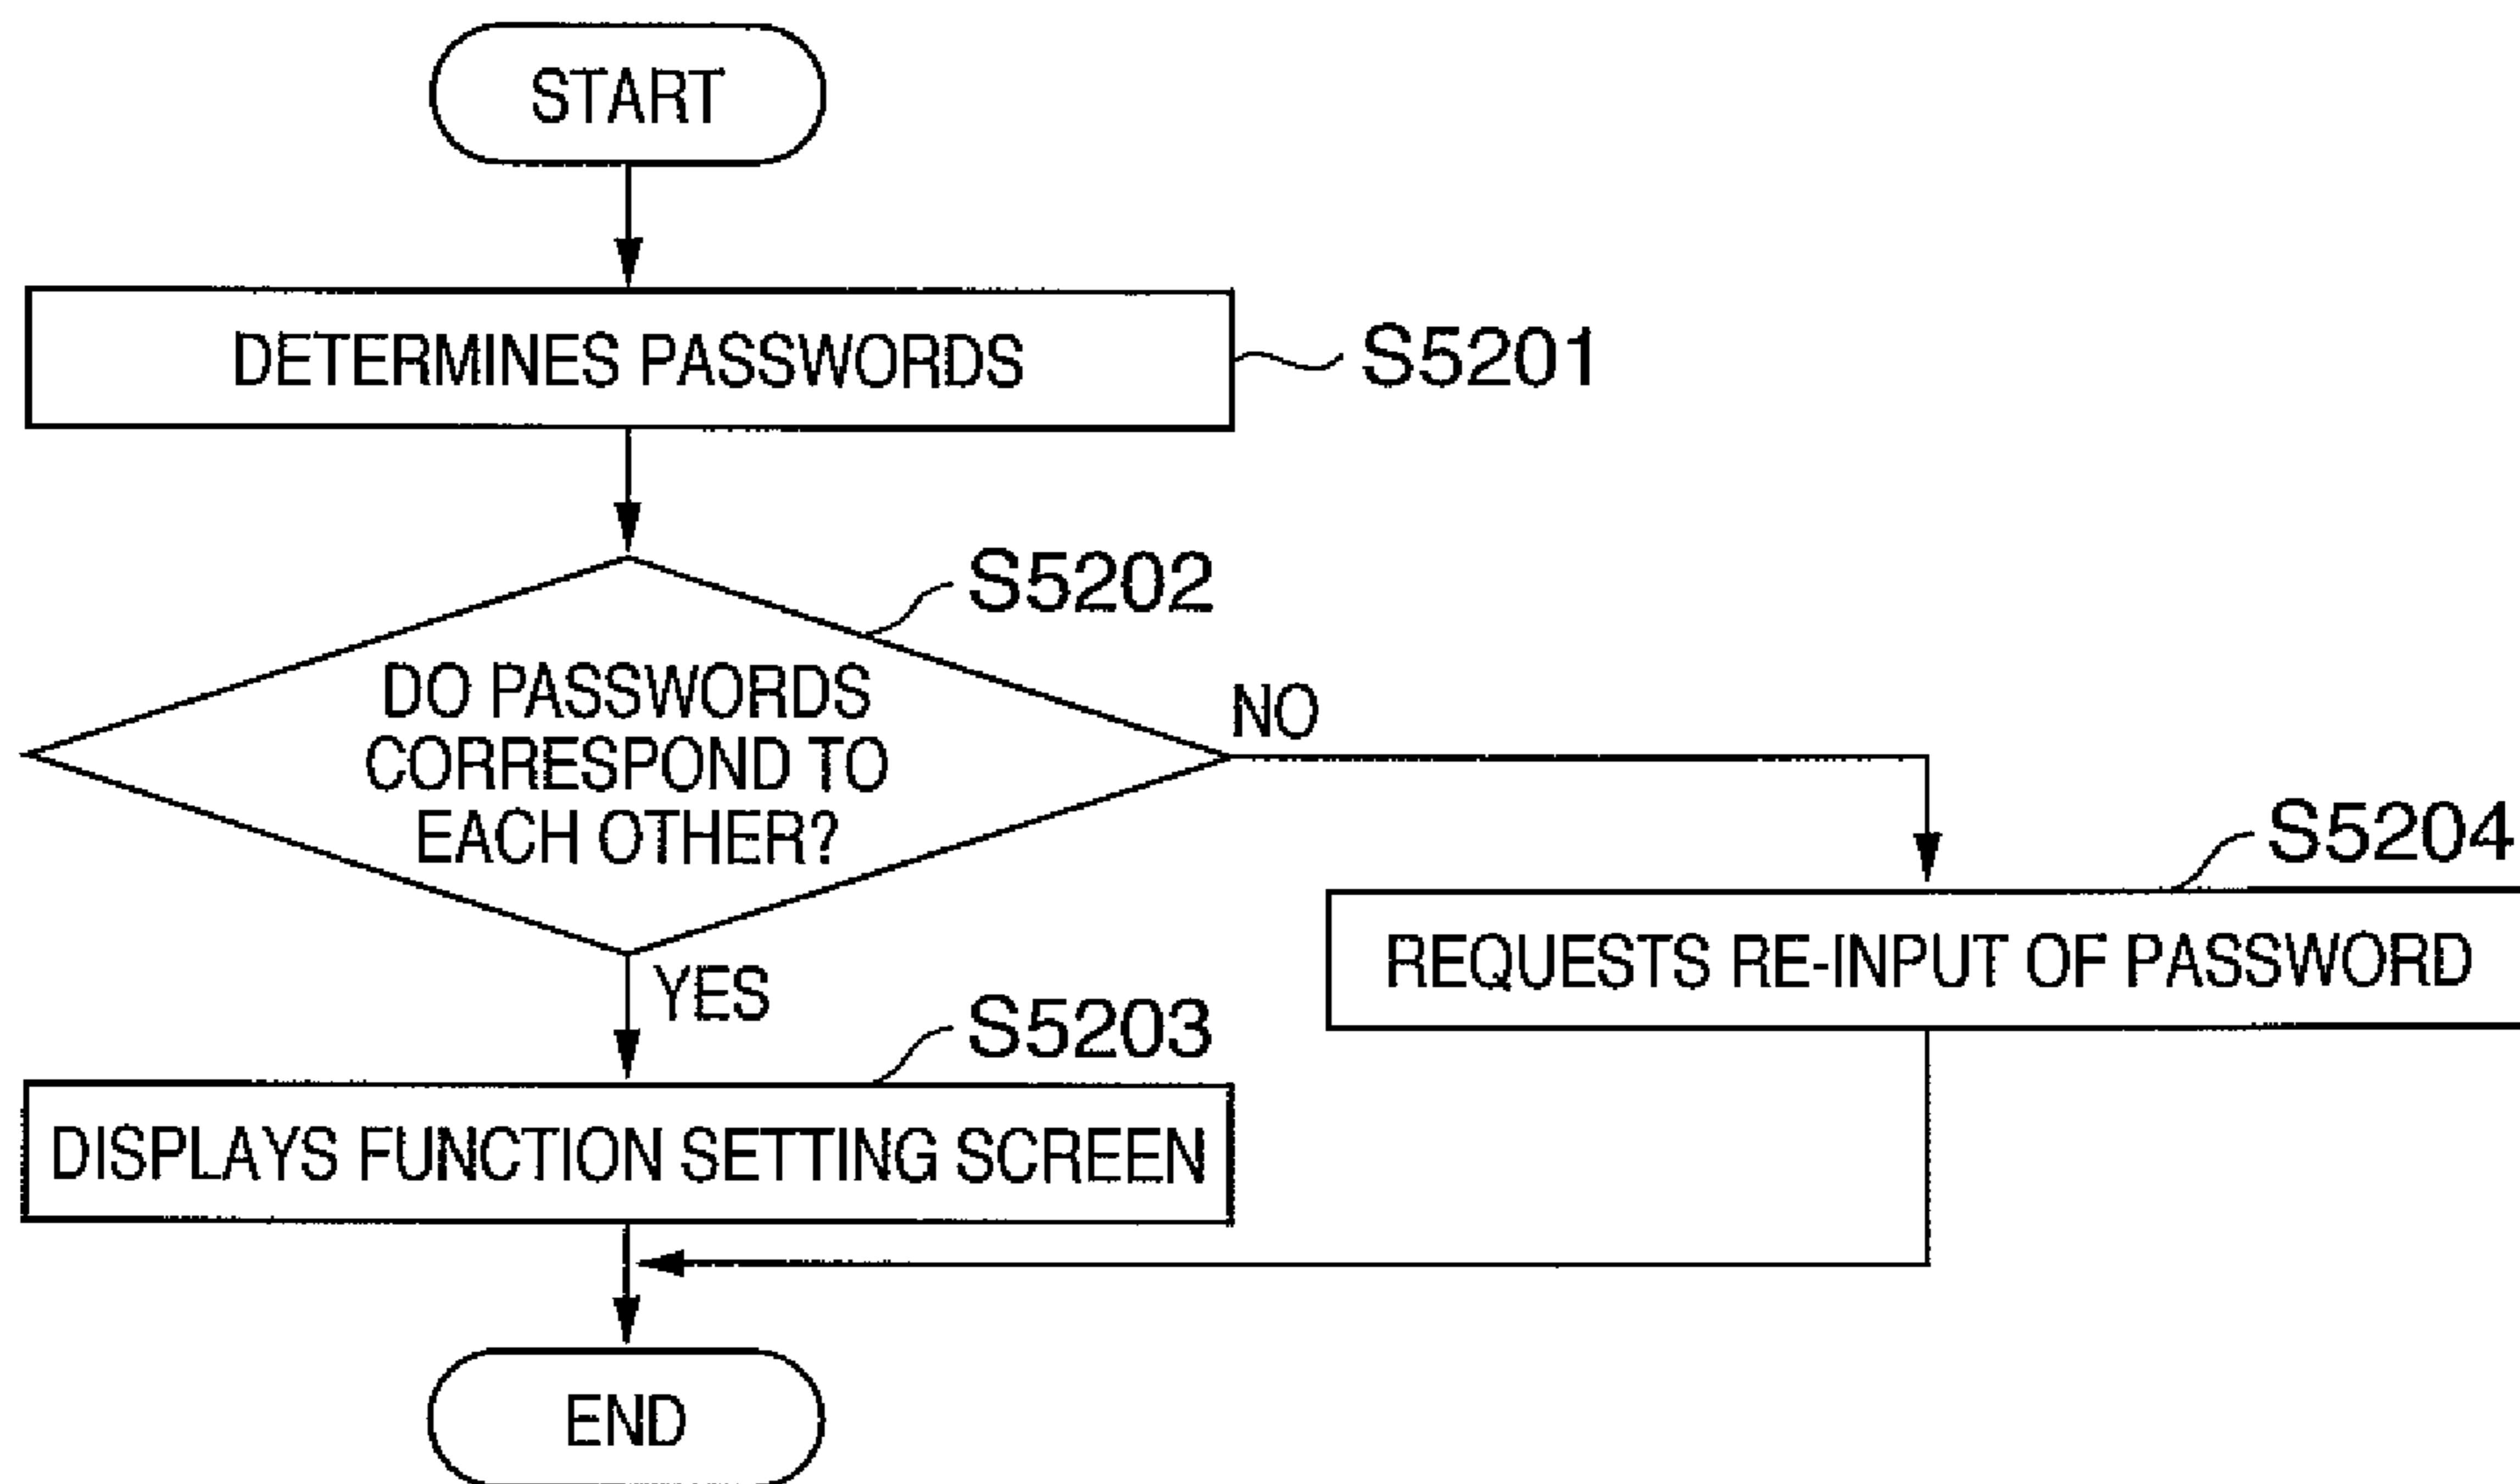 START
DETERMINES PASSWORDS
S5201
S5202
DO PASSWORDS
CORRESPOND TO
EACH OTHER?
NO
S5204
REQUESTS RE-INPUT OF PASSWORD
YES
S5203
DISPLAYS FUNCTION SETTING SCREEN
END